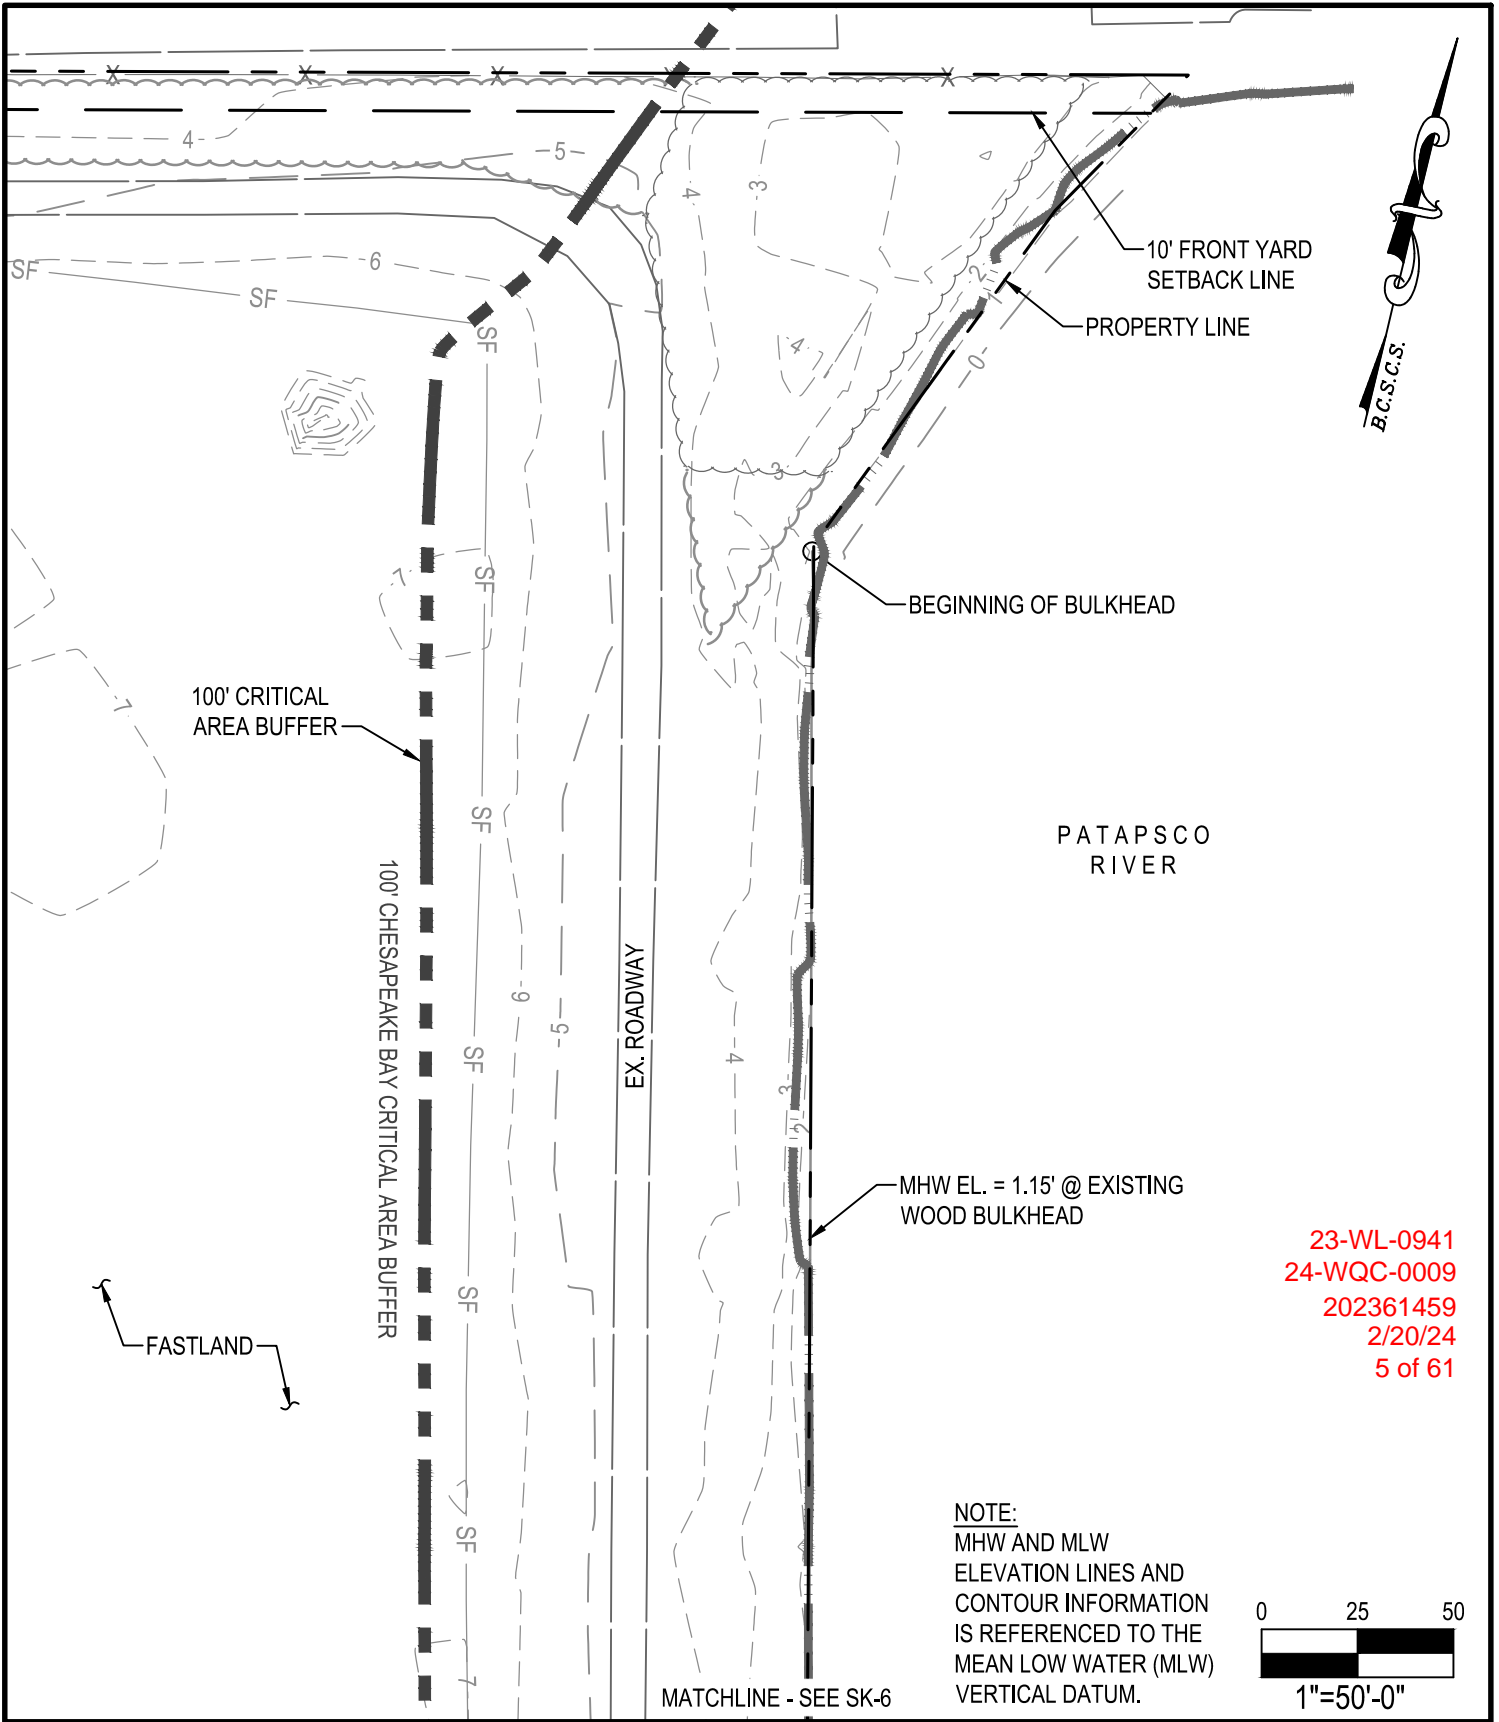 X X X X X
4
5
10' FRONT YARD
SETBACK LINE
PROPERTY LINE
B.C.S.C.S.
SF
SF
6
SF
4
3
4
3
2
1
0
7
SF
BEGINNING OF BULKHEAD
100' CRITICAL
AREA BUFFER
7
SF
PATAPSCO
RIVER
100' CHESAPEAKE BAY CRITICAL AREA BUFFER
EX. ROADWAY
6
5
SF
4
3
2
MHW EL. = 1.15' @ EXISTING
WOOD BULKHEAD
23-WL-0941
24-WQC-0009
202361459
2/20/24
5 of 61
FASTLAND
SF
SF
7
NOTE:
MHW AND MLW
ELEVATION LINES AND
CONTOUR INFORMATION
IS REFERENCED TO THE
MEAN LOW WATER (MLW)
VERTICAL DATUM.
0 25 50
1"=50'-0"
MATCHLINE - SEE SK-6